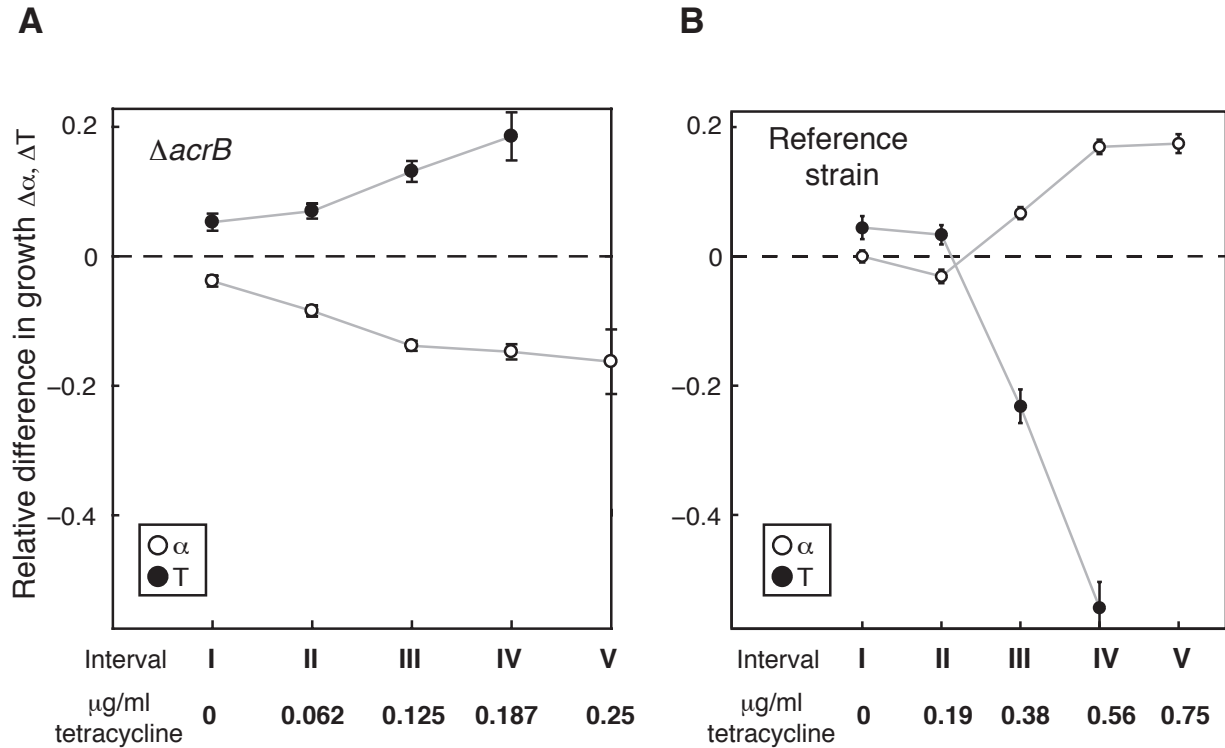 A
B
Relative difference in growth Δα, ΔT
0.2
0
−0.2
−0.4
ΔacrB
α
T
Interval I II III IV V
μg/ml
tetracycline 0 0.062 0.125 0.187 0.25
0.2
0
−0.2
−0.4
Reference
strain
α
T
Interval I II III IV V
μg/ml
tetracycline 0 0.19 0.38 0.56 0.75